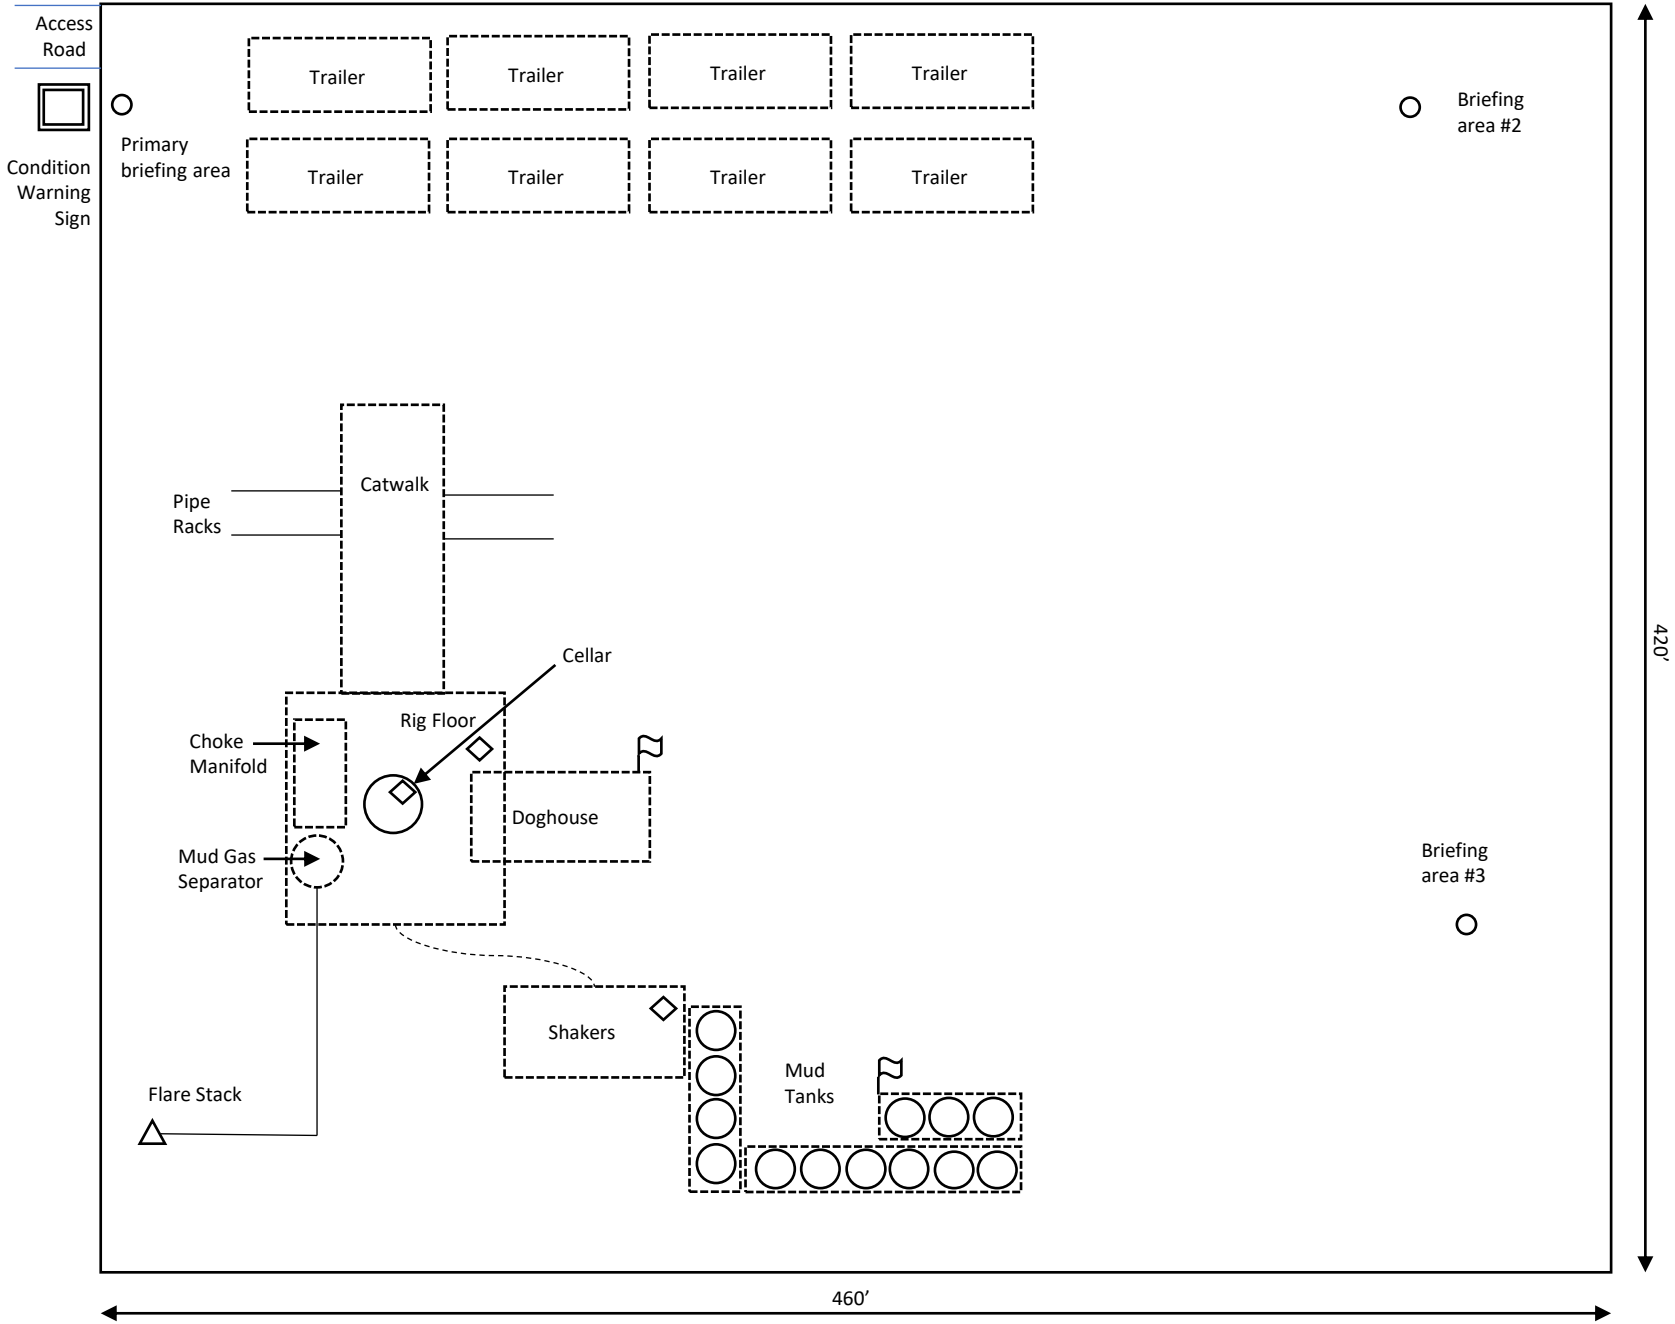 Access
Road
Trailer
Trailer
Trailer
Trailer
Briefing
area #2
Primary
briefing area
Condition
Warning
Sign
Trailer
Trailer
Trailer
Trailer
Catwalk
Pipe
Racks
Cellar
420’
Rig Floor
Choke
Manifold
Doghouse
Mud Gas
Separator
Briefing
area #3
Shakers
Mud
Tanks
Flare Stack
460’